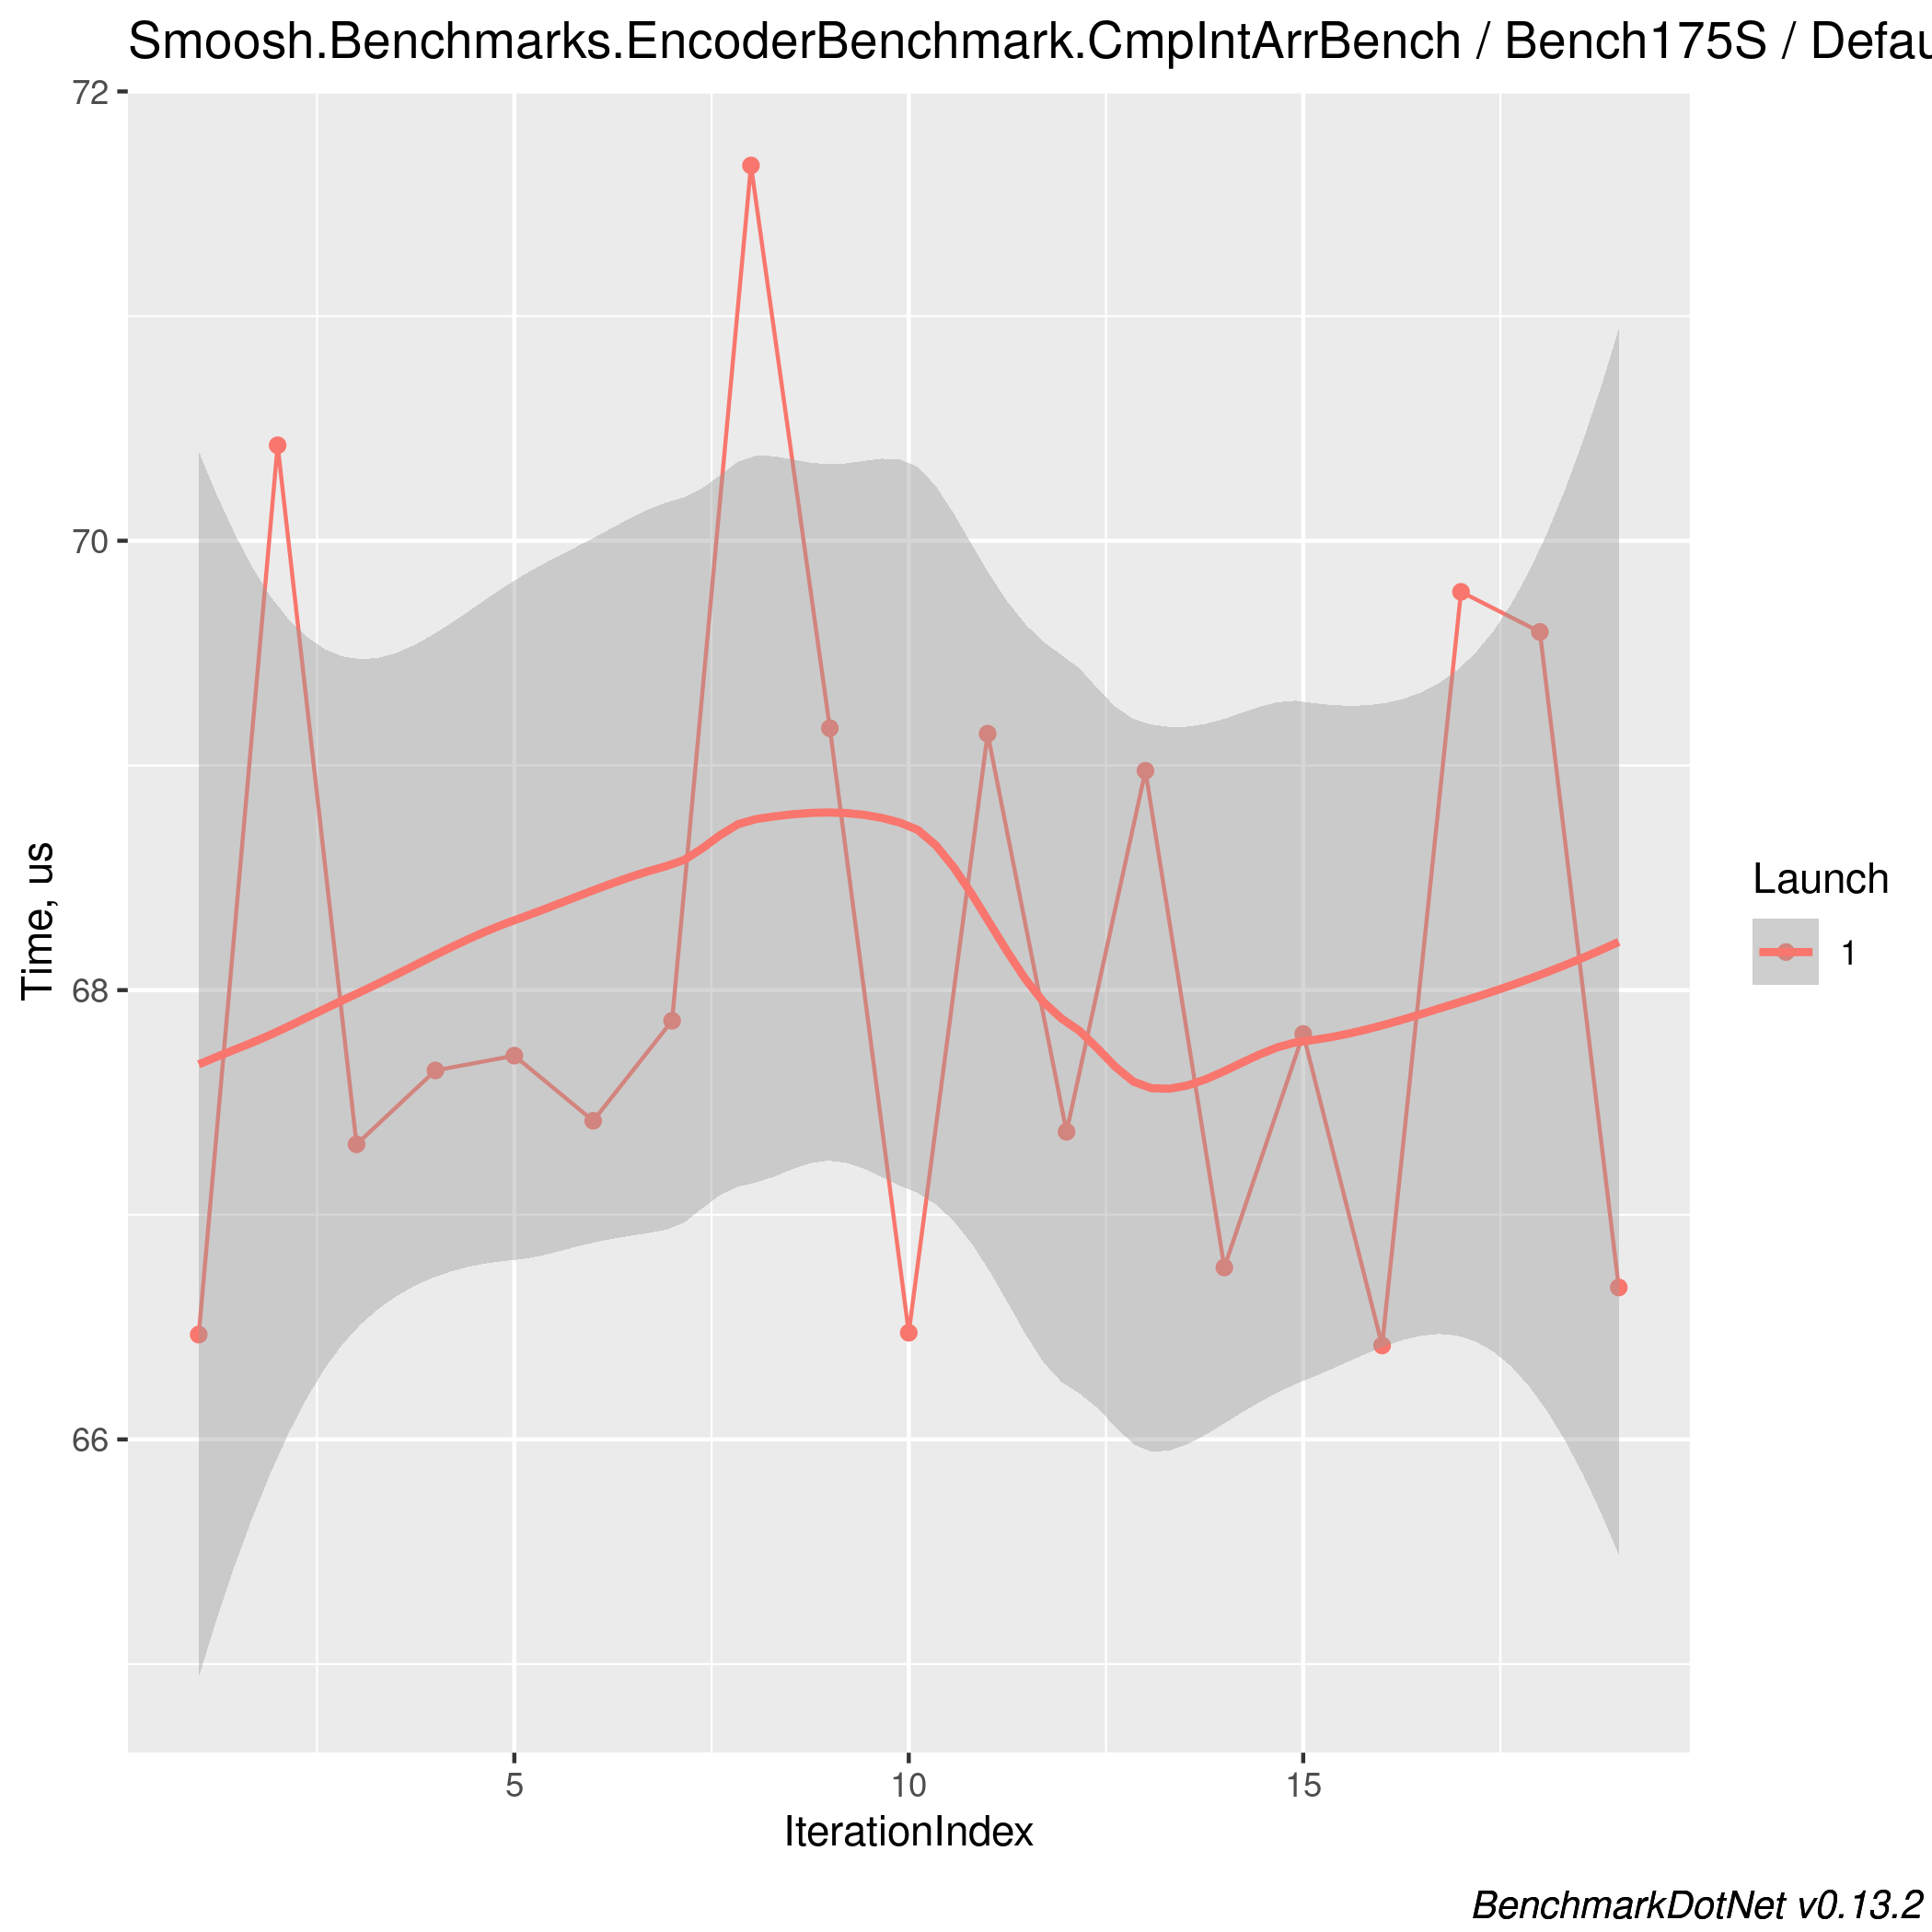 Smoosh.Benchmarks.EncoderBenchmark.CmpIntArrBench / Bench175S / Defau
72
70
68
66
Time, us
5 10 15
IterationIndex
Launch
1
BenchmarkDotNet v0.13.2